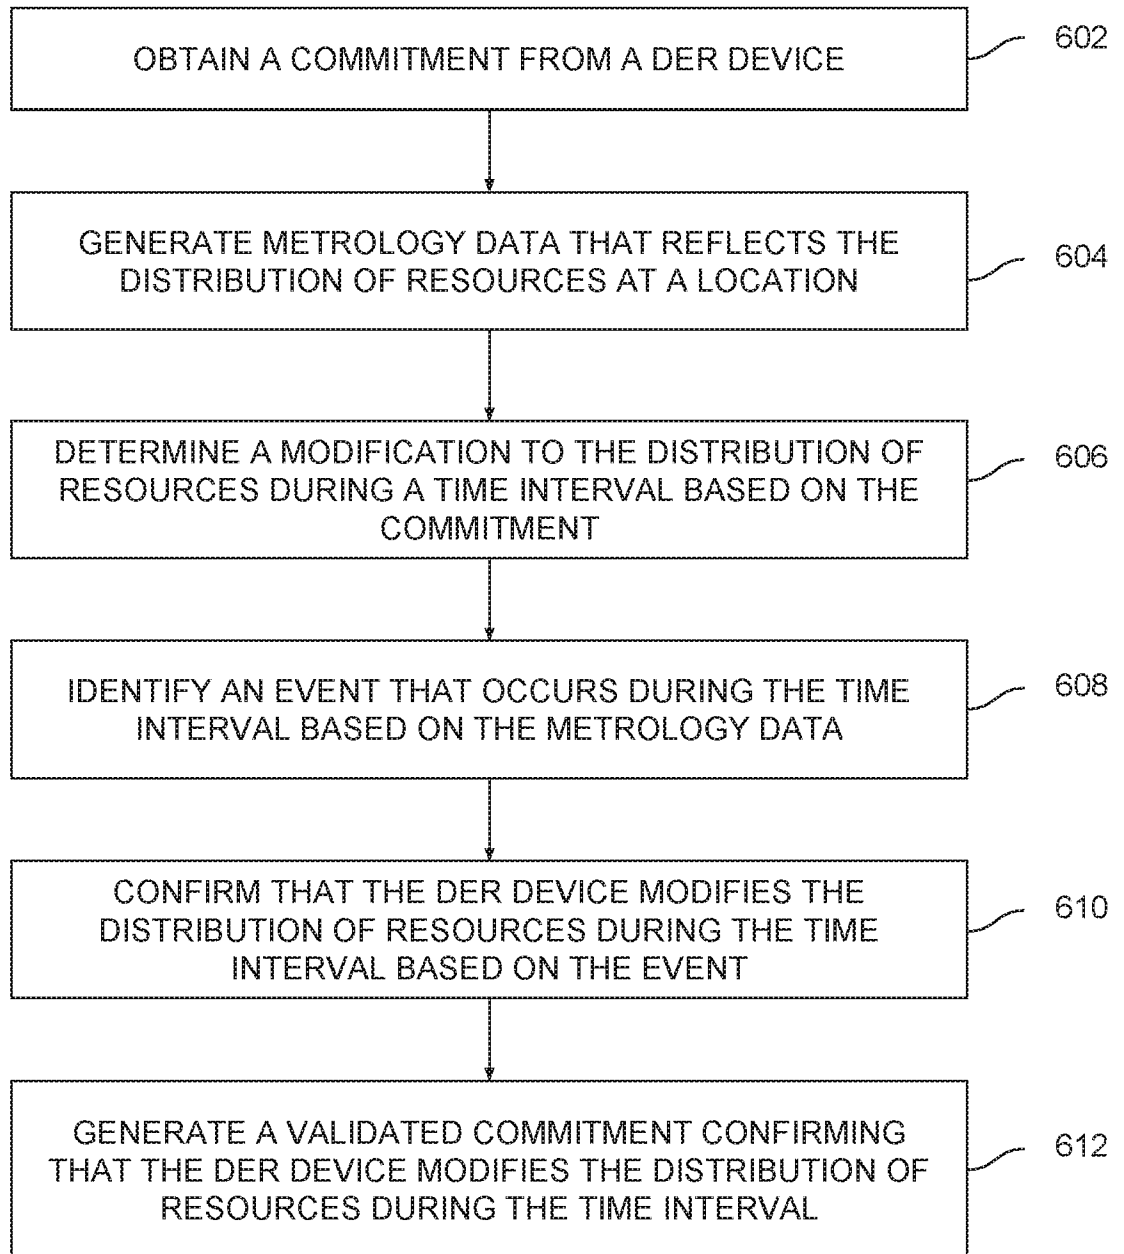 OBTAIN A COMMITMENT FROM A DER DEVICE
602
GENERATE METROLOGY DATA THAT REFLECTS THE
DISTRIBUTION OF RESOURCES AT A LOCATION
604
DETERMINE A MODIFICATION TO THE DISTRIBUTION OF
RESOURCES DURING A TIME INTERVAL BASED ON THE
COMMITMENT
606
IDENTIFY AN EVENT THAT OCCURS DURING THE TIME
INTERVAL BASED ON THE METROLOGY DATA
608
CONFIRM THAT THE DER DEVICE MODIFIES THE
DISTRIBUTION OF RESOURCES DURING THE TIME
INTERVAL BASED ON THE EVENT
610
GENERATE A VALIDATED COMMITMENT CONFIRMING
THAT THE DER DEVICE MODIFIES THE DISTRIBUTION OF
RESOURCES DURING THE TIME INTERVAL
612